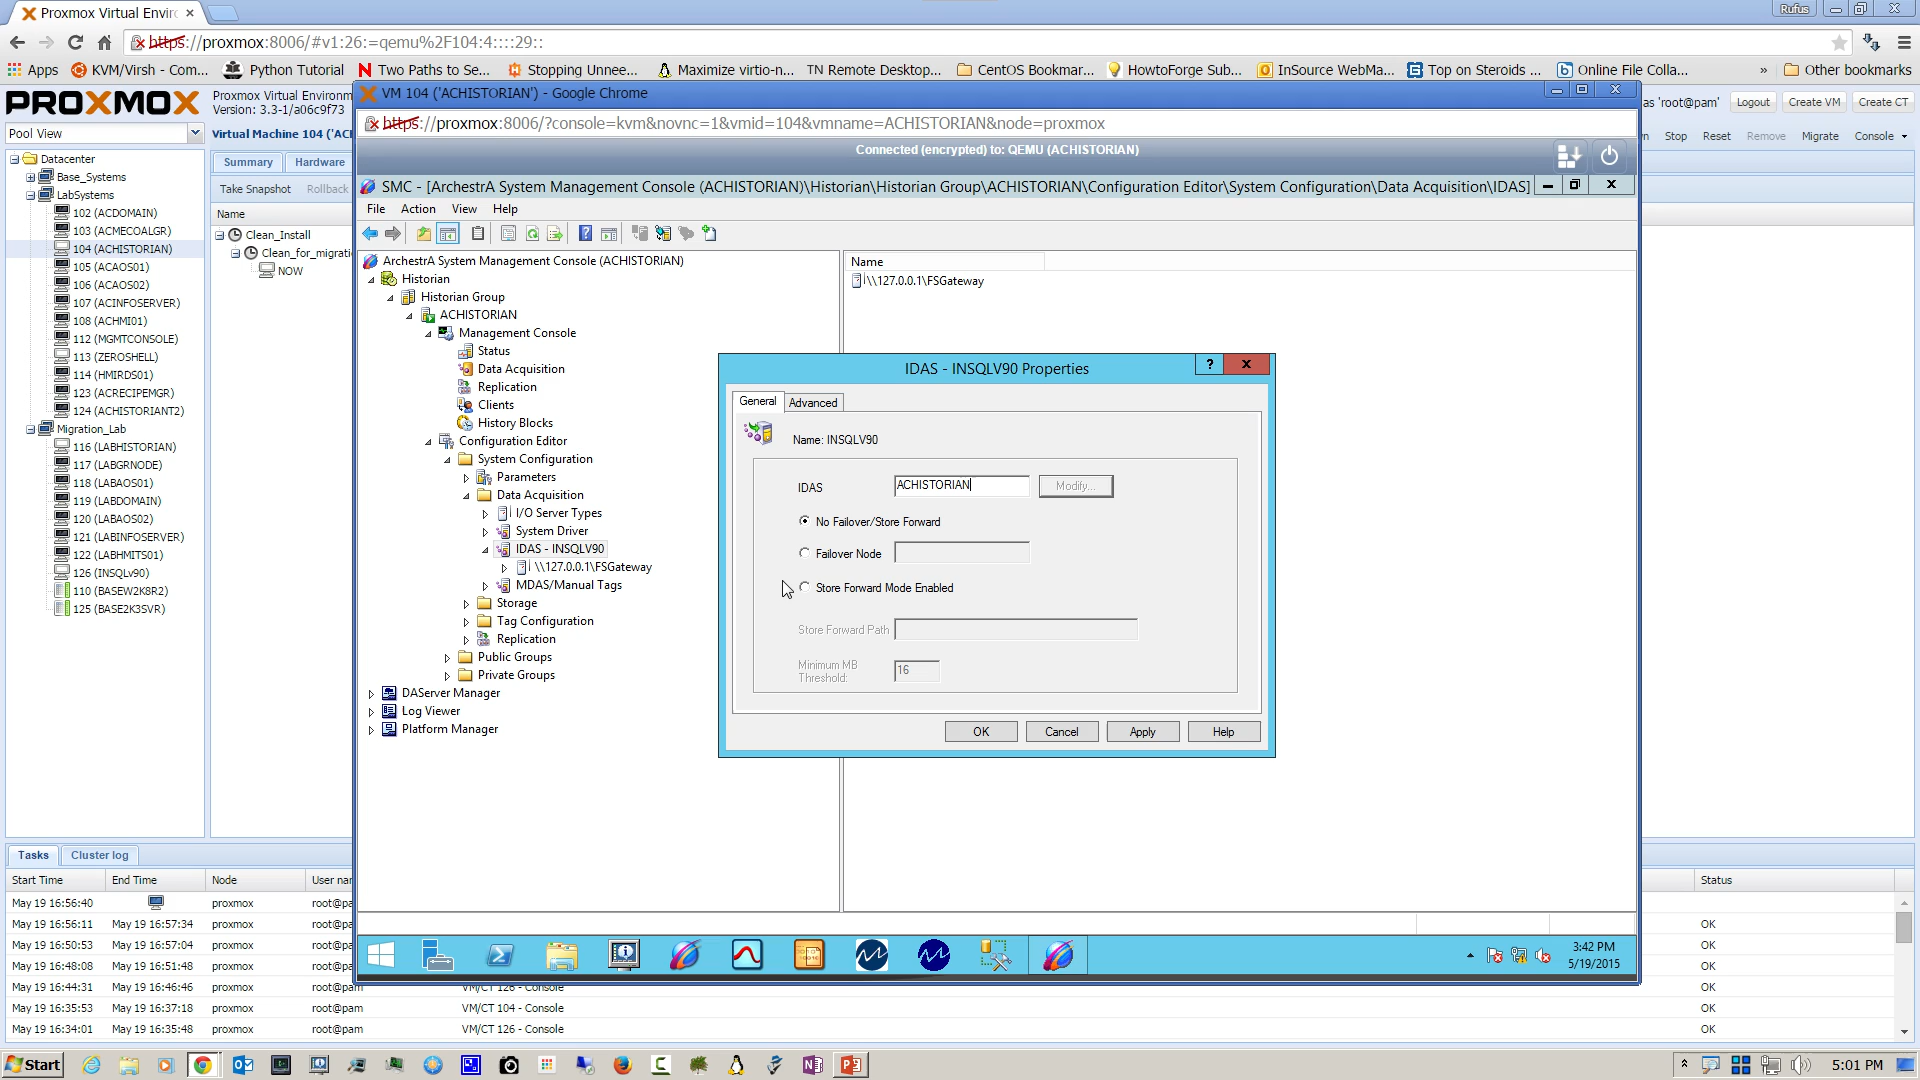 Proxmox Virtual Enviro
Rufus
https://proxmox:8006/#v1:26:=qemu%2F104:4::::29::
Apps
KVM/Virsh - Com...
Python Tutorial
Two Paths to Se...
Stopping Unnee...
Maximize virtio-n...
TN Remote Desktop...
CentOS Bookmar...
HowtoForge Sub...
InSource WebMa...
Top on Steroids ...
Online File Colla...
»
Other bookmarks
PROXMOX
Proxmox Virtual Environm
Version: 3.3-1/a06c9f73
as 'root@pam'
Logout
Create VM
Create CT
Pool View
Virtual Machine 104 ('ACI
Stop
Reset
Remove
Migrate
Console
Summary
Hardware
Take Snapshot
Rollback
Name
Clean_Install
Clean_for_migrati
NOW
Datacenter
Base_Systems
LabSystems
102 (ACDOMAIN)
103 (ACMECOALGR)
104 (ACHISTORIAN)
105 (ACAOS01)
106 (ACAOS02)
107 (ACINFOSERVER)
108 (ACHMI01)
112 (MGMTCONSOLE)
113 (ZEROSHELL)
114 (HMIRDS01)
123 (ACRECIPEMGR)
124 (ACHISTORIANT2)
Migration_Lab
116 (LABHISTORIAN)
117 (LABGRNODE)
118 (LABAOS01)
119 (LABDOMAIN)
120 (LABAOS02)
121 (LABINFOSERVER)
122 (LABHMITS01)
126 (INSQLv90)
110 (BASEW2K8R2)
125 (BASE2K3SVR)
VM 104 ('ACHISTORIAN') - Google Chrome
https://proxmox:8006/?console=kvm&novnc=1&vmid=104&vmname=ACHISTORIAN&node=proxmox
Connected (encrypted) to: QEMU (ACHISTORIAN)
SMC - [ArchestrA System Management Console (ACHISTORIAN)\Historian\Historian Group\ACHISTORIAN\Configuration Editor\System Configuration\Data Acquisition\IDAS]
File
Action
View
Help
ArchestrA System Management Console (ACHISTORIAN)
Historian
Historian Group
ACHISTORIAN
Management Console
Status
Data Acquisition
Replication
Clients
History Blocks
Configuration Editor
System Configuration
Parameters
Data Acquisition
I/O Server Types
System Driver
IDAS - INSQLV90
\\127.0.0.1\FSGateway
MDAS/Manual Tags
Storage
Tag Configuration
Replication
Public Groups
Private Groups
DAServer Manager
Log Viewer
Platform Manager
Name
\\127.0.0.1\FSGateway
IDAS - INSQLV90 Properties
General
Advanced
Name: INSQLV90
IDAS
ACHISTORIAN
Modify...
No Failover/Store Forward
Failover Node
Store Forward Mode Enabled
Store Forward Path
Minimum MB
Threshold:
16
OK
Cancel
Apply
Help
3:42 PM
5/19/2015
Tasks
Cluster log
Start Time
End Time
Node
User nar
Status
May 19 16:56:40
proxmox
root@pa
May 19 16:56:11
May 19 16:57:34
proxmox
root@pa
OK
May 19 16:50:53
May 19 16:57:04
proxmox
root@pa
OK
May 19 16:48:08
May 19 16:51:48
proxmox
root@pa
OK
May 19 16:44:31
May 19 16:46:46
proxmox
root@pam
VM/CT 126 - Console
OK
May 19 16:35:53
May 19 16:37:18
proxmox
root@pam
VM/CT 104 - Console
OK
May 19 16:34:01
May 19 16:35:48
proxmox
root@pam
VM/CT 126 - Console
OK
Start
5:01 PM